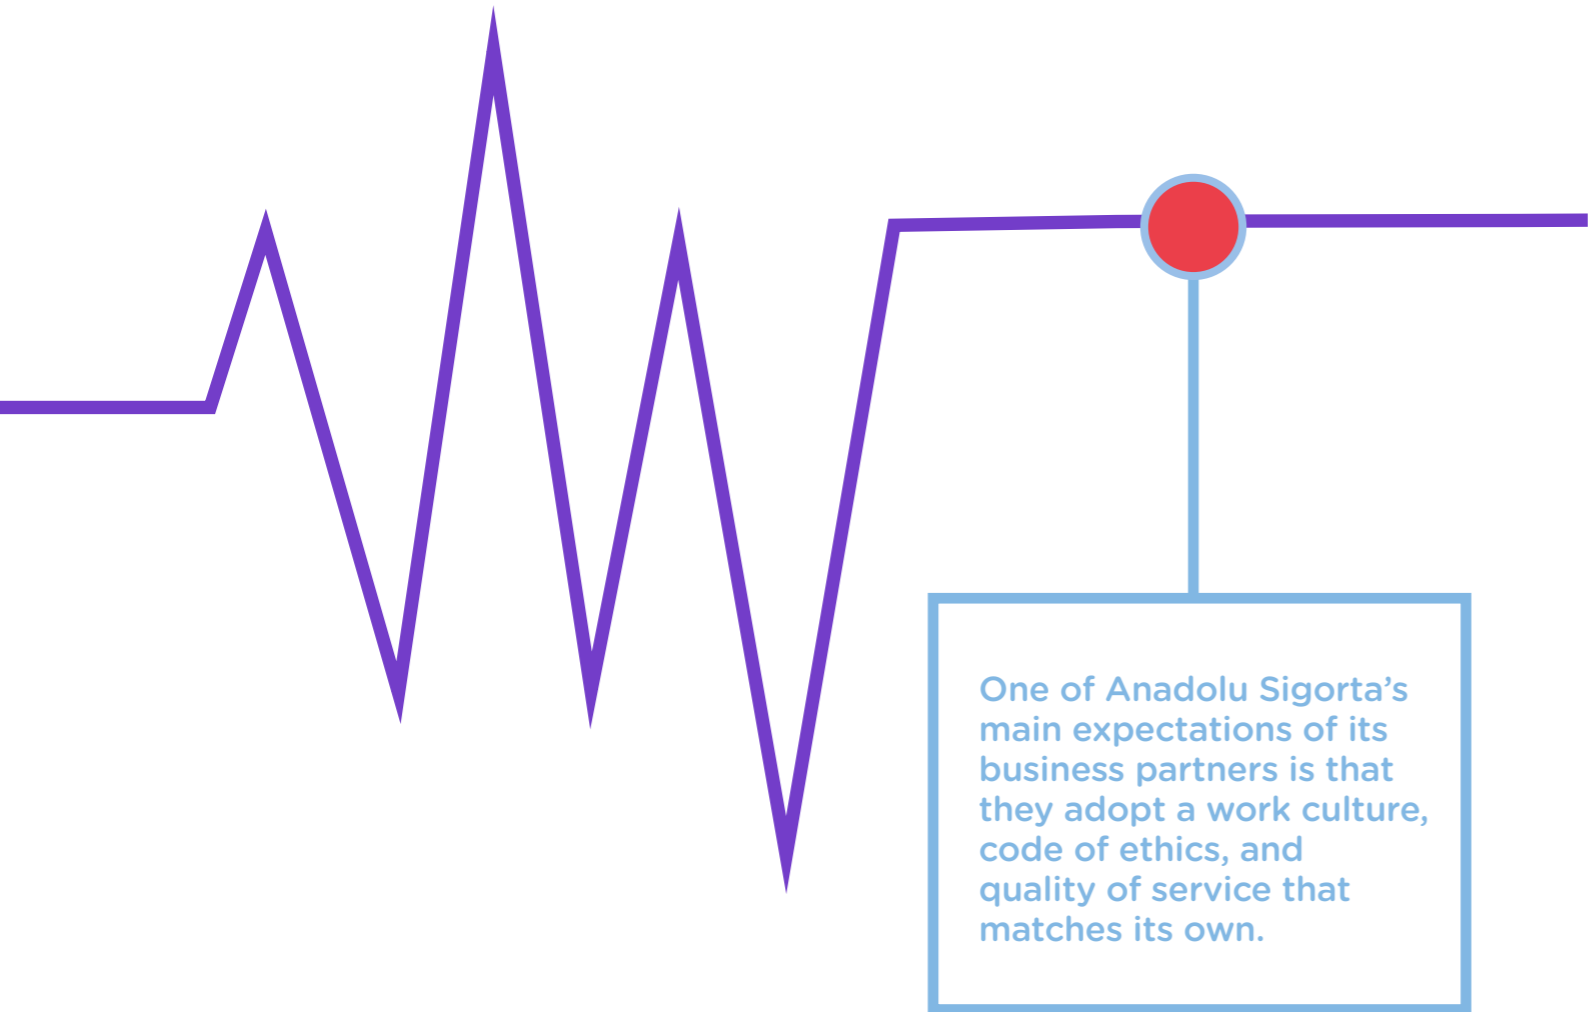 One of Anadolu Sigorta’s
main expectations of its
business partners is that
they adopt a work culture,
code of ethics, and
quality of service that
matches its own.